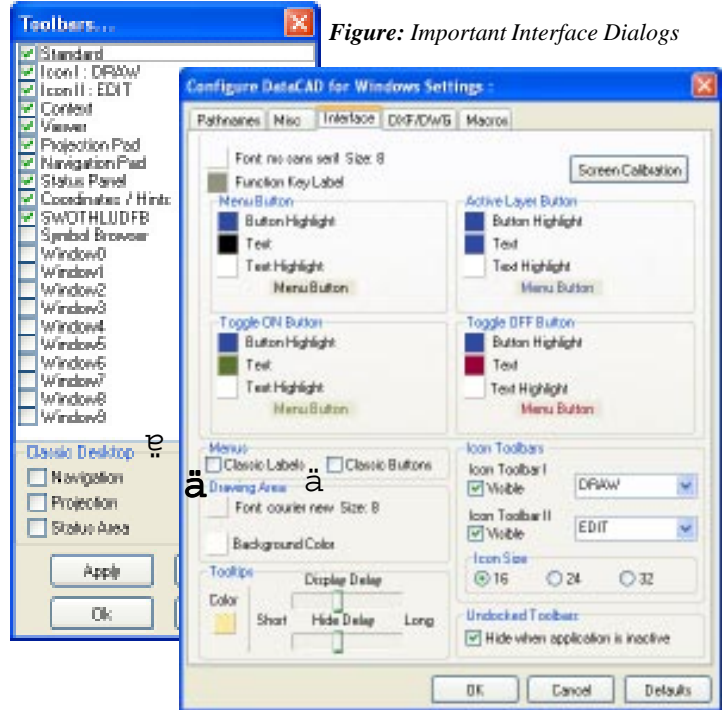 Toolbars...
Figure: Important Interface Dialogs
Standard
Icon I : DRAW
Icon II : EDIT
Context
Viewer
Projection Pad
Navigation Pad
Status Panel
Coordinates / Hints
SWOTHLUDFB
Symbol Browser
Window0
Window1
Window2
Window3
Window4
Window5
Window6
Window7
Window8
Window9
Classic Desktop
ä
Navigation
Projection
Status Area
Apply
Ok
Configure DataCAD for Windows Settings :
Pathnames Misc Interface DXF/DWG Macros
Font: ms sans serif Size: 8
Screen Calibration
Function Key Label
Menu Button
Button Highlight
Text
Text Highlight
Menu Button
Active Layer Button
Button Highlight
Text
Text Highlight
Menu Button
Toggle ON Button
Button Highlight
Text
Text Highlight
Menu Button
Toggle OFF Button
Button Highlight
Text
Text Highlight
Menu Button
Menus
Classic Labels Classic Buttons
ä ä
Drawing Area
Font: courier new Size: 8
Background Color
Icon Toolbars
Icon Toolbar I
Visible DRAW
Icon Toolbar II
Visible EDIT
Icon Size
16 24 32
Tooltips
Display Delay
Color
Short Hide Delay Long
Undocked Toolbars
Hide when application is inactive
OK Cancel Defaults